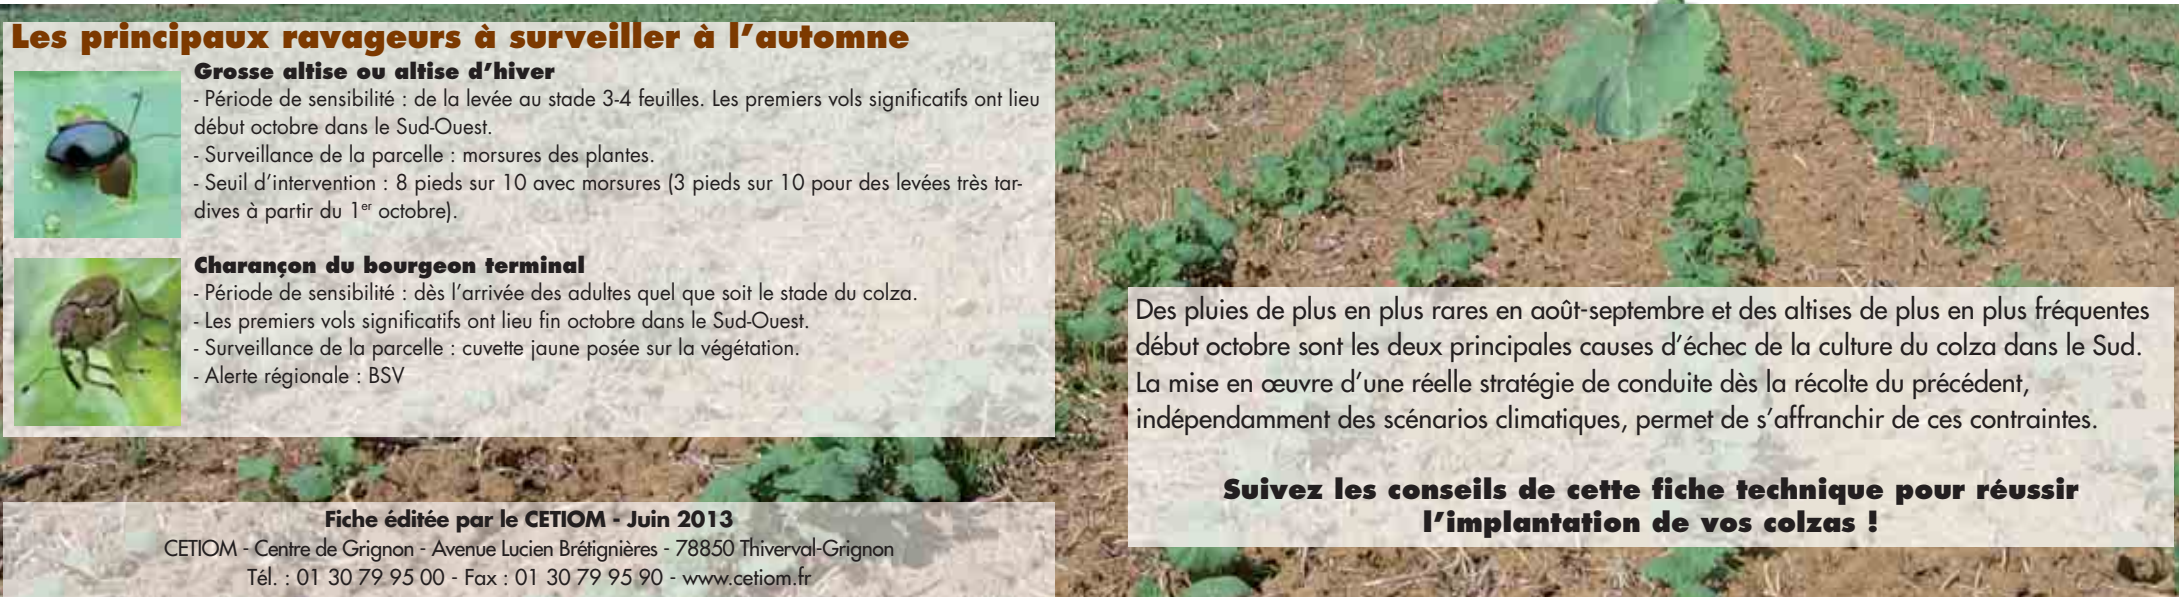 Les principaux ravageurs à surveiller à l'automne
Grosse altise ou altise d'hiver
- Période de sensibilité : de la levée au stade 3-4 feuilles. Les premiers vols significatifs ont lieu
début octobre dans le Sud-Ouest.
- Surveillance de la parcelle : morsures des plantes.
- Seuil d'intervention : 8 pieds sur 10 avec morsures (3 pieds sur 10 pour des levées très tar-
dives à partir du 1er octobre).
Charançon du bourgeon terminal
- Période de sensibilité : dès l'arrivée des adultes quel que soit le stade du colza.
- Les premiers vols significatifs ont lieu fin octobre dans le Sud-Ouest.
- Surveillance de la parcelle : cuvette jaune posée sur la végétation.
- Alerte régionale : BSV
Fiche éditée par le CETIOM - Juin 2013
CETIOM - Centre de Grignon - Avenue Lucien Brétignières - 78850 Thiverval-Grignon
Tél. : 01 30 79 95 00 - Fax : 01 30 79 95 90 - www.cetiom.fr
Des pluies de plus en plus rares en août-septembre et des altises de plus en plus fréquentes
début octobre sont les deux principales causes d'échec de la culture du colza dans le Sud.
La mise en œuvre d'une réelle stratégie de conduite dès la récolte du précédent,
indépendamment des scénarios climatiques, permet de s'affranchir de ces contraintes.
Suivez les conseils de cette fiche technique pour réussir
l'implantation de vos colzas !